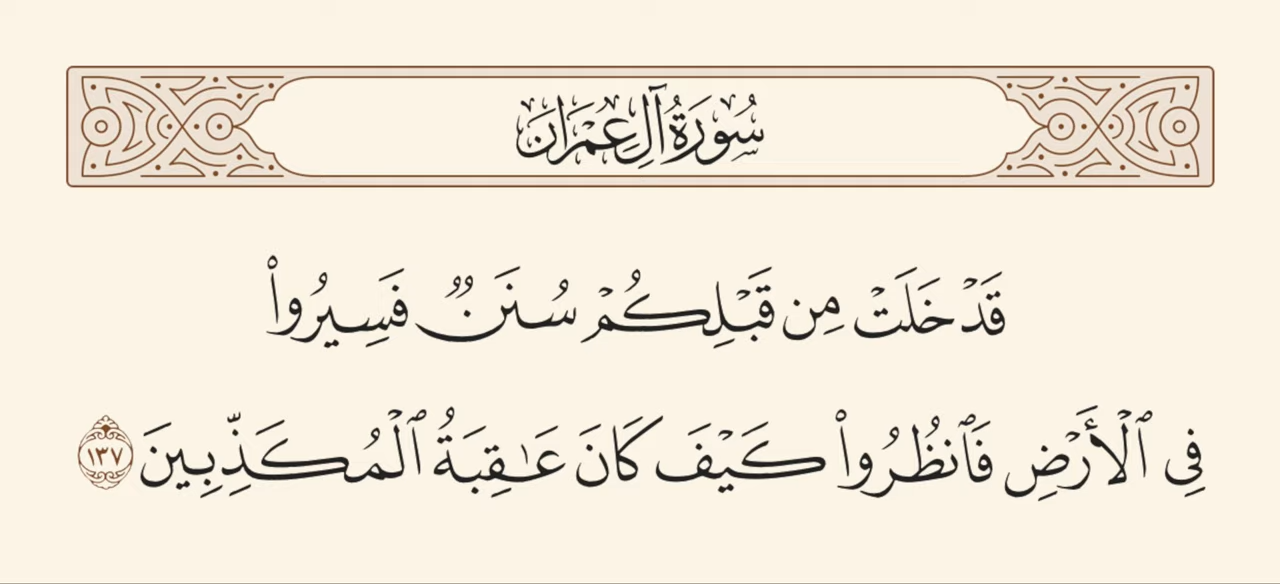 سُورَةُ آلِ عِمْرَانَ
قَدْ خَلَتْ مِن قَبْلِكُمْ سُنَنٌ فَسِيرُوا۟
فِى ٱلْأَرْضِ فَٱنظُرُوا۟ كَيْفَ كَانَ عَـٰقِبَةُ ٱلْمُكَذِّبِينَ ١٣٧